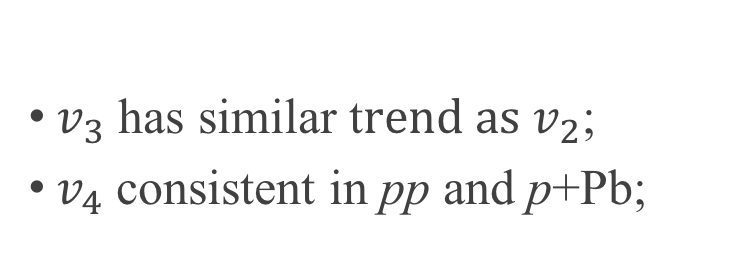 • v₃ has similar trend as v₂;
• v₄ consistent in pp and p+Pb;